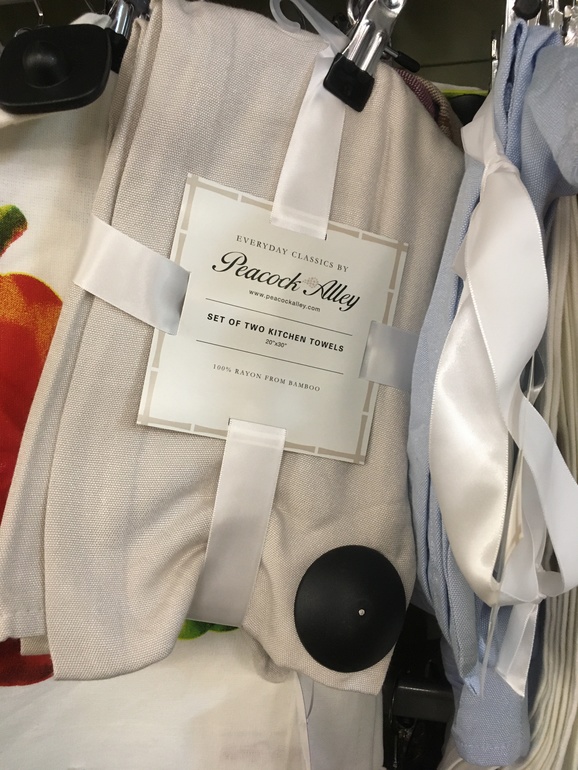 EVERYDAY CLASSICS BY
Peacock Alley
www.peacockalley.com
SET OF TWO KITCHEN TOWELS
20"x30"
100% RAYON FROM BAMBOO